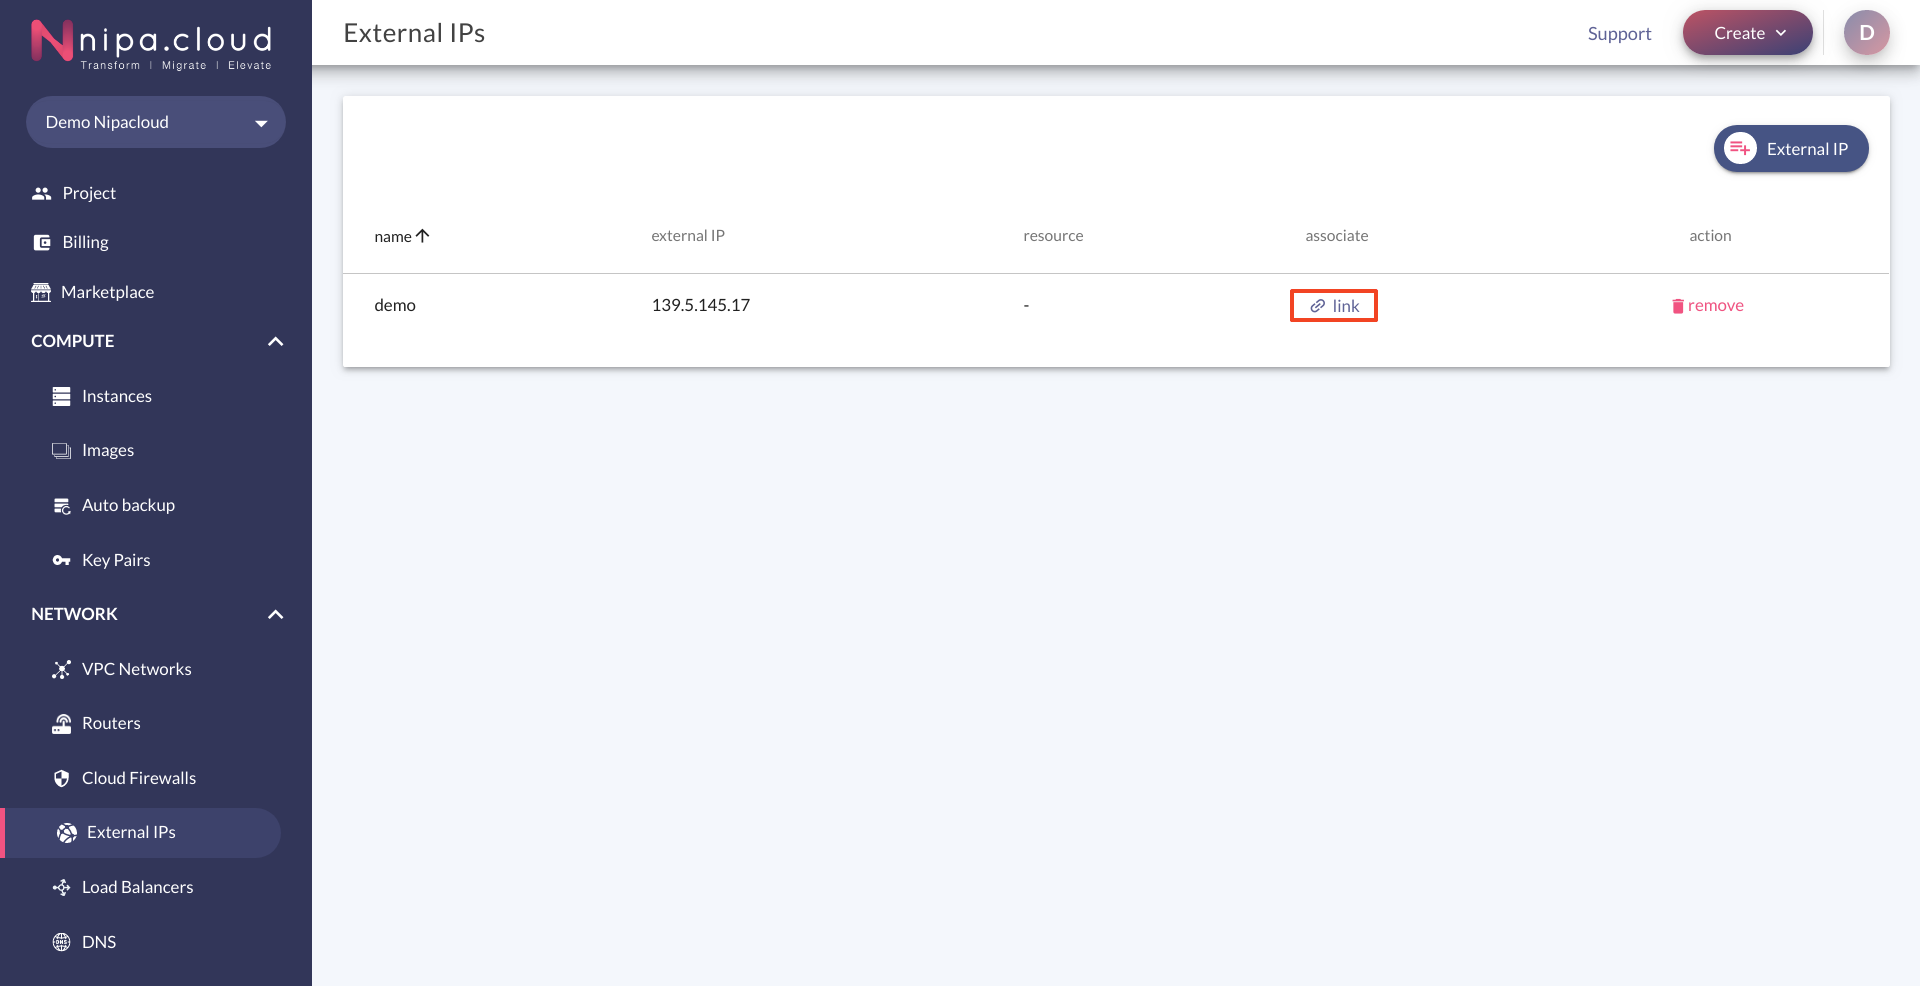 nipa.cloud
Transform | Migrate | Elevate
External IPs
Support
Create
D
Demo Nipacloud
Project
Billing
Marketplace
COMPUTE
Instances
Images
Auto backup
Key Pairs
NETWORK
VPC Networks
Routers
Cloud Firewalls
External IPs
Load Balancers
DNS
External IP
name external IP resource associate action
demo 139.5.145.17 - link remove